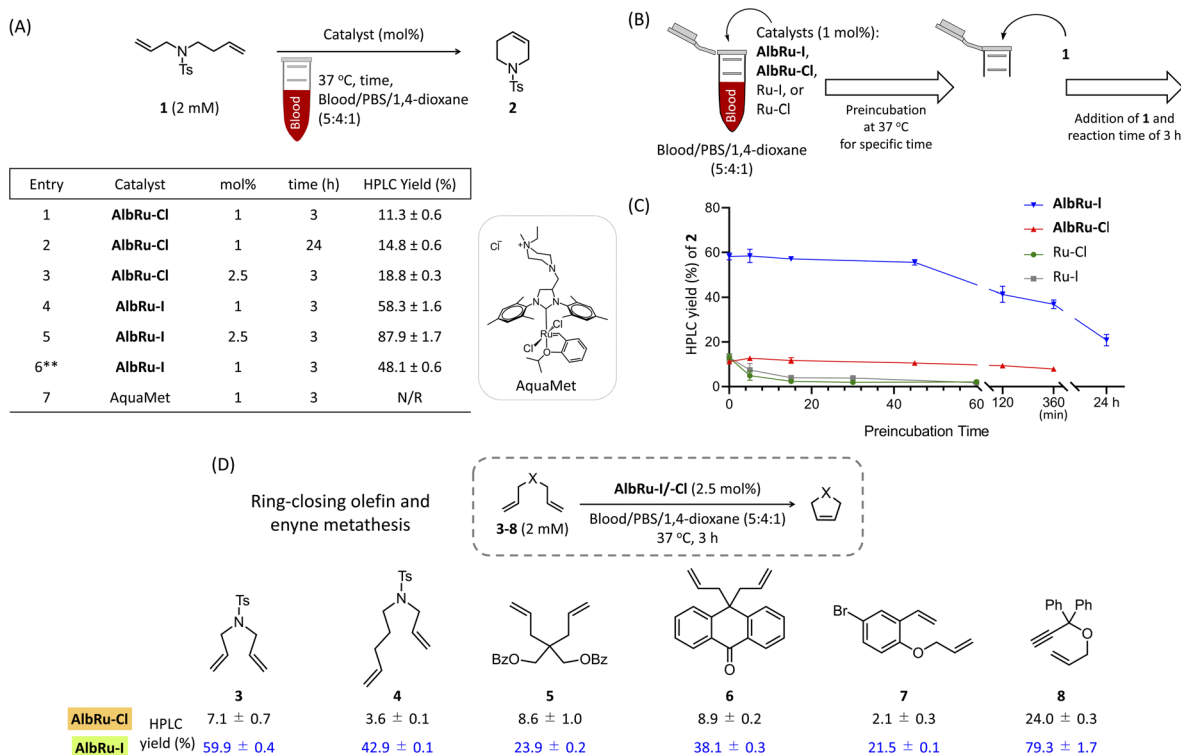 (A)
Catalyst (mol%)
N
Ts
1 (2 mM)
Blood
37 °C, time,
Blood/PBS/1,4-dioxane
(5:4:1)
N
Ts
2
Entry Catalyst mol% time (h) HPLC Yield (%)
1 AlbRu-Cl 1 3 11.3 ± 0.6
2 AlbRu-Cl 1 24 14.8 ± 0.6
3 AlbRu-Cl 2.5 3 18.8 ± 0.3
4 AlbRu-I 1 3 58.3 ± 1.6
5 AlbRu-I 2.5 3 87.9 ± 1.7
6** AlbRu-I 1 3 48.1 ± 0.6
7 AquaMet 1 3 N/R
Cl⁻
N
+
N
N
N
Cl
Ru
Cl
O
AquaMet
(B)
Blood
Catalysts (1 mol%):
AlbRu-I,
AlbRu-Cl,
Ru-I, or
Ru-Cl
Blood/PBS/1,4-dioxane
(5:4:1)
Preincubation
at 37 °C
for specific time
1
Addition of 1 and
reaction time of 3 h
(C)
HPLC yield (%) of 2
80
60
40
20
0
0 20 40 60 120 360 24 h
(min)
Preincubation Time
AlbRu-I
AlbRu-Cl
Ru-Cl
Ru-I
(D)
Ring-closing olefin and
enyne metathesis
X
3-8 (2 mM)
AlbRu-I/-Cl (2.5 mol%)
Blood/PBS/1,4-dioxane (5:4:1)
37 °C, 3 h
X
Ts
N
Ts
N
BzO OBz
O
Br
O
Ph Ph
O
3 4 5 6 7 8
AlbRu-Cl 7.1 ± 0.7 3.6 ± 0.1 8.6 ± 1.0 8.9 ± 0.2 2.1 ± 0.3 24.0 ± 0.3
HPLC
yield (%)
AlbRu-I 59.9 ± 0.4 42.9 ± 0.1 23.9 ± 0.2 38.1 ± 0.3 21.5 ± 0.1 79.3 ± 1.7